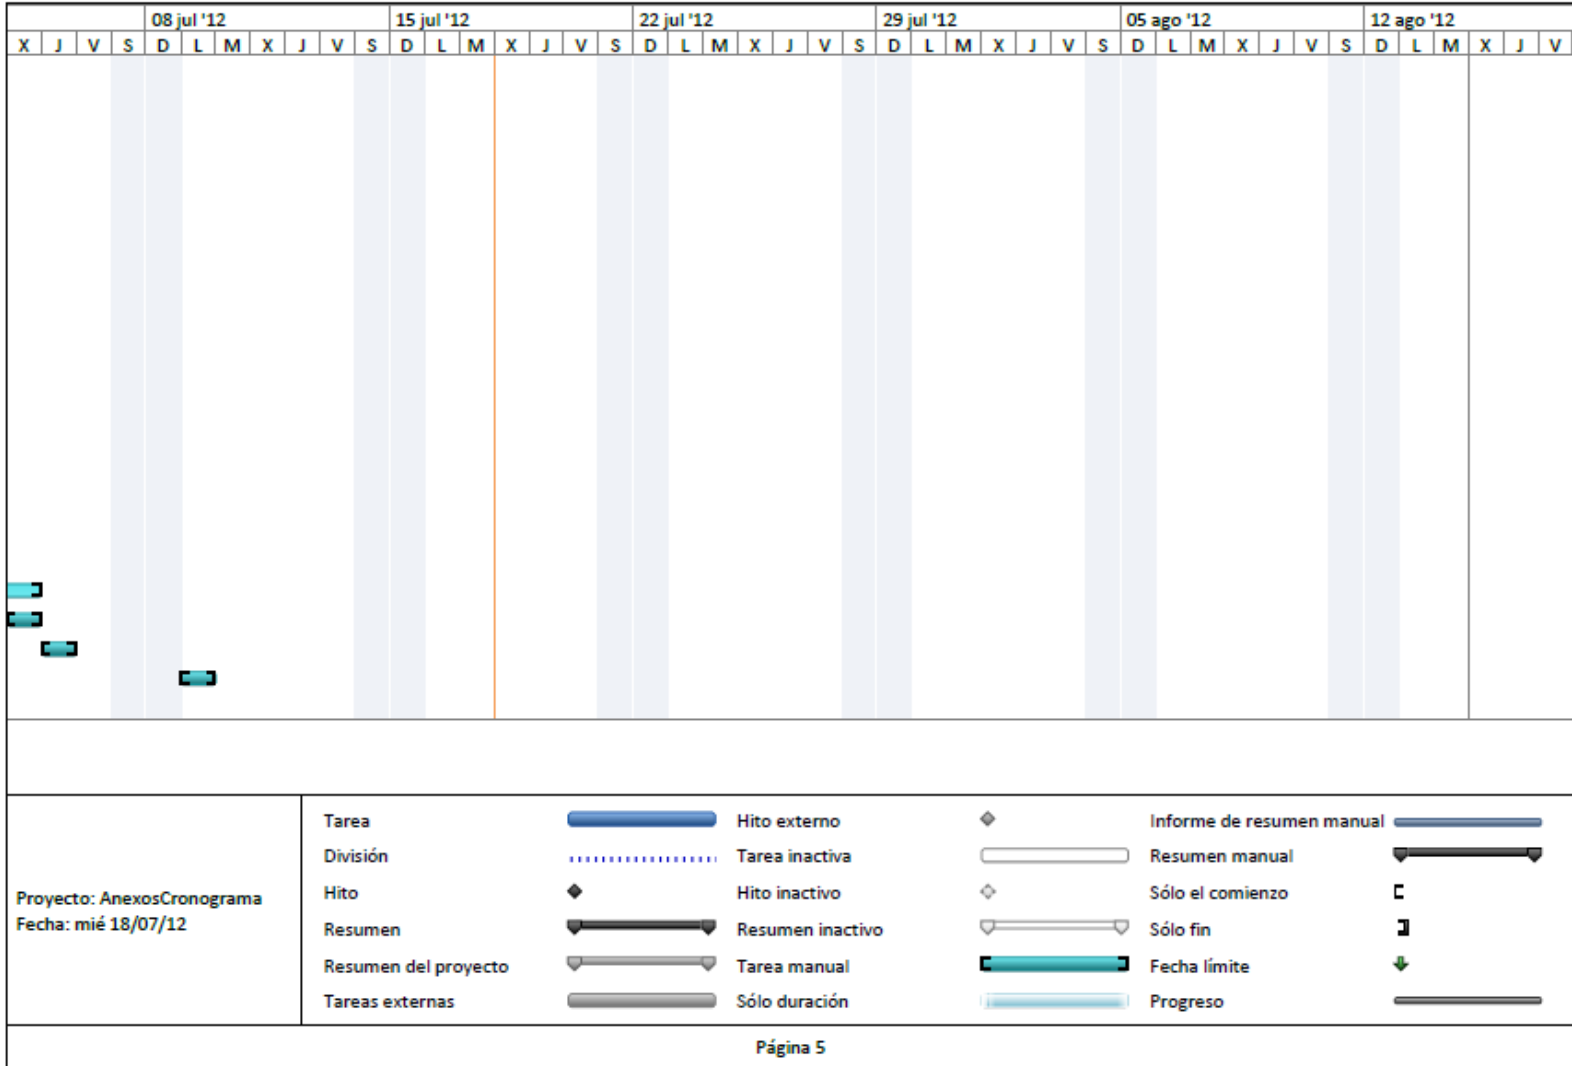 08 jul '12 15 jul '12 22 jul '12 29 jul '12 05 ago '12 12 ago '12
X J V S D L M X J V S D L M X J V S D L M X J V S D L M X J V S D L M X J V S D L M X J V
Tarea Hito externo Informe de resumen manual
División Tarea inactiva Resumen manual
Hito Hito inactivo Sólo el comienzo
Proyecto: AnexosCronograma
Fecha: mié 18/07/12
Resumen Resumen inactivo Sólo fin
Resumen del proyecto Tarea manual Fecha límite
Tareas externas Sólo duración Progreso
Página 5